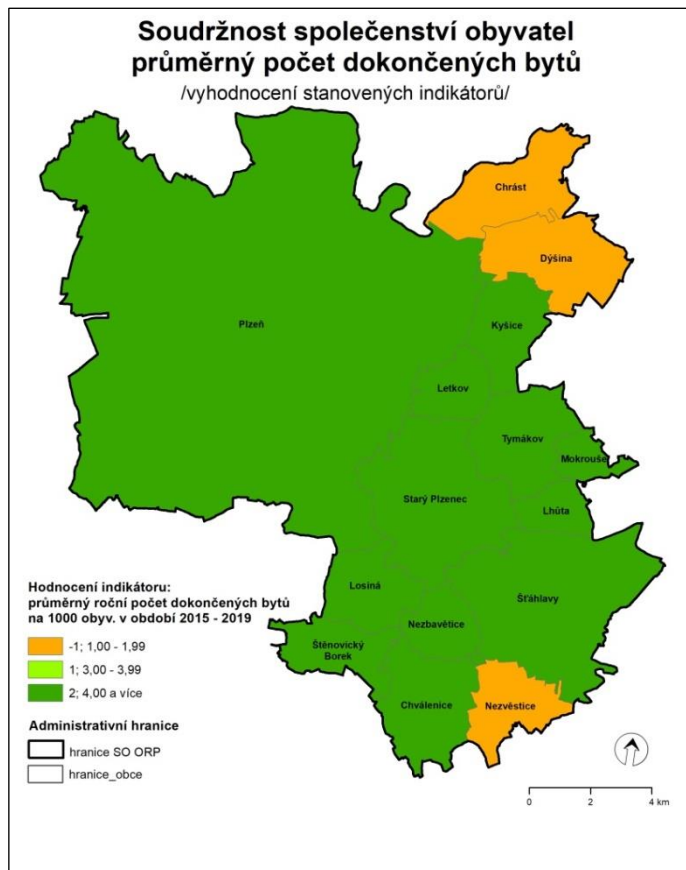 Soudržnost společenství obyvatel
průměrný počet dokončených bytů
/vyhodnocení stanovených indikátorů/
Chrást
Dýšina
Plzeň
Kyšice
Letkov
Tymákov
Mokrouše
Starý Plzenec
Lhůta
Losiná
Šťáhlavy
Nezbavětice
Štěnovický
Borek
Chválenice
Nezvěstice
Hodnocení indikátoru:
průměrný roční počet dokončených bytů
na 1000 obyv. v období 2015 - 2019
-1; 1,00 - 1,99
1; 3,00 - 3,99
2; 4,00 a více
Administrativní hranice
hranice SO ORP
hranice_obce
0 2 4 km